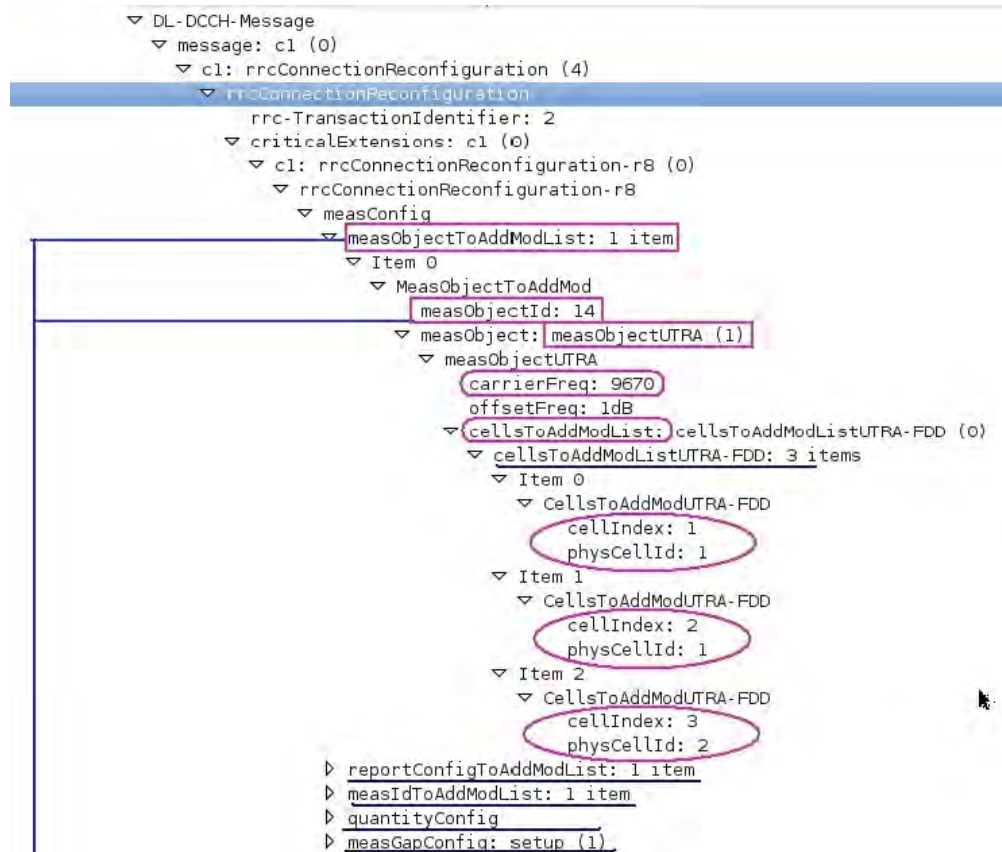 DL-DCCH-Message
message: c1 (0)
c1: rrcConnectionReconfiguration (4)
rrcConnectionReconfiguration
rrc-TransactionIdentifier: 2
criticalExtensions: c1 (0)
c1: rrcConnectionReconfiguration-r8 (0)
rrcConnectionReconfiguration-r8
measConfig
measObjectToAddModList: 1 item
Item 0
MeasObjectToAddMod
measObjectId: 14
measObject: measObjectUTRA (1)
measObjectUTRA
carrierFreq: 9670
offsetFreq: 1dB
cellsToAddModList: cellsToAddModListUTRA-FDD (0)
cellsToAddModListUTRA-FDD: 3 items
Item 0
CellsToAddModUTRA-FDD
cellIndex: 1
physCellId: 1
Item 1
CellsToAddModUTRA-FDD
cellIndex: 2
physCellId: 1
Item 2
CellsToAddModUTRA-FDD
cellIndex: 3
physCellId: 2
reportConfigToAddModList: 1 item
measIdToAddModList: 1 item
quantityConfig
measGapConfig: setup (1)